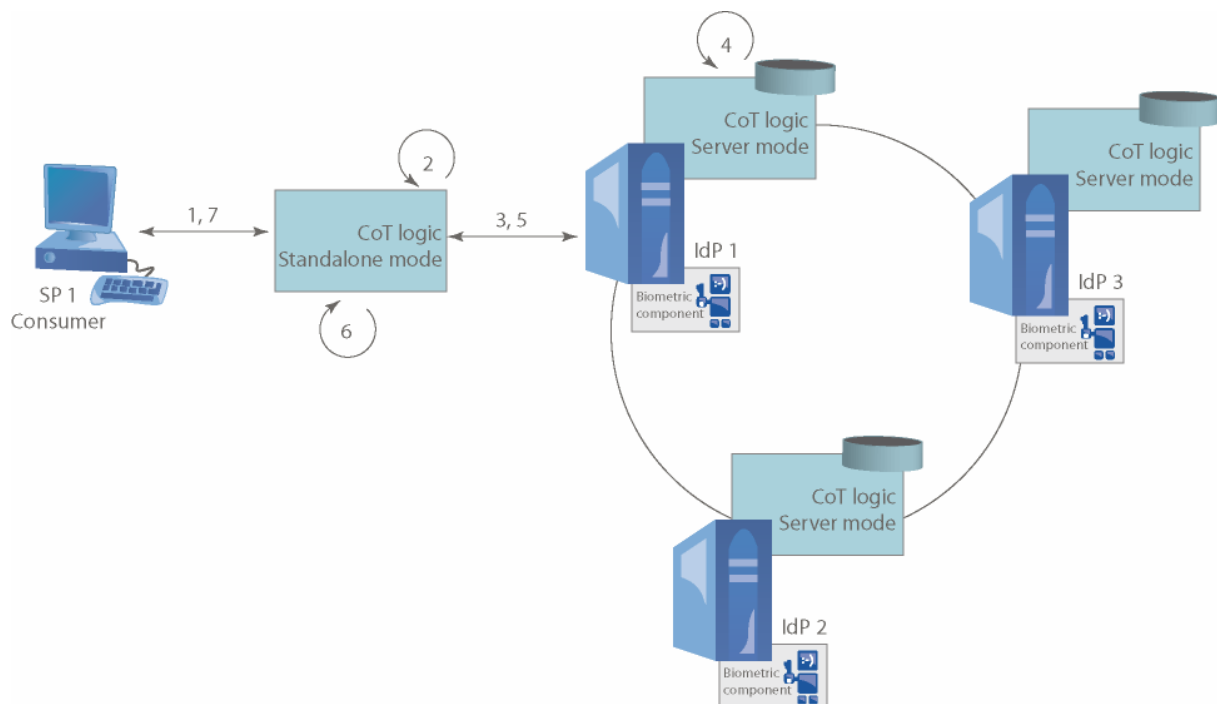 4
CoT logic
Server mode
CoT logic
Server mode
2
1, 7
CoT logic
Standalone mode
3, 5
IdP 1
Biometric
component
:-)
IdP 3
Biometric
component
:-)
SP 1
Consumer
6
CoT logic
Server mode
IdP 2
Biometric
component
:-)